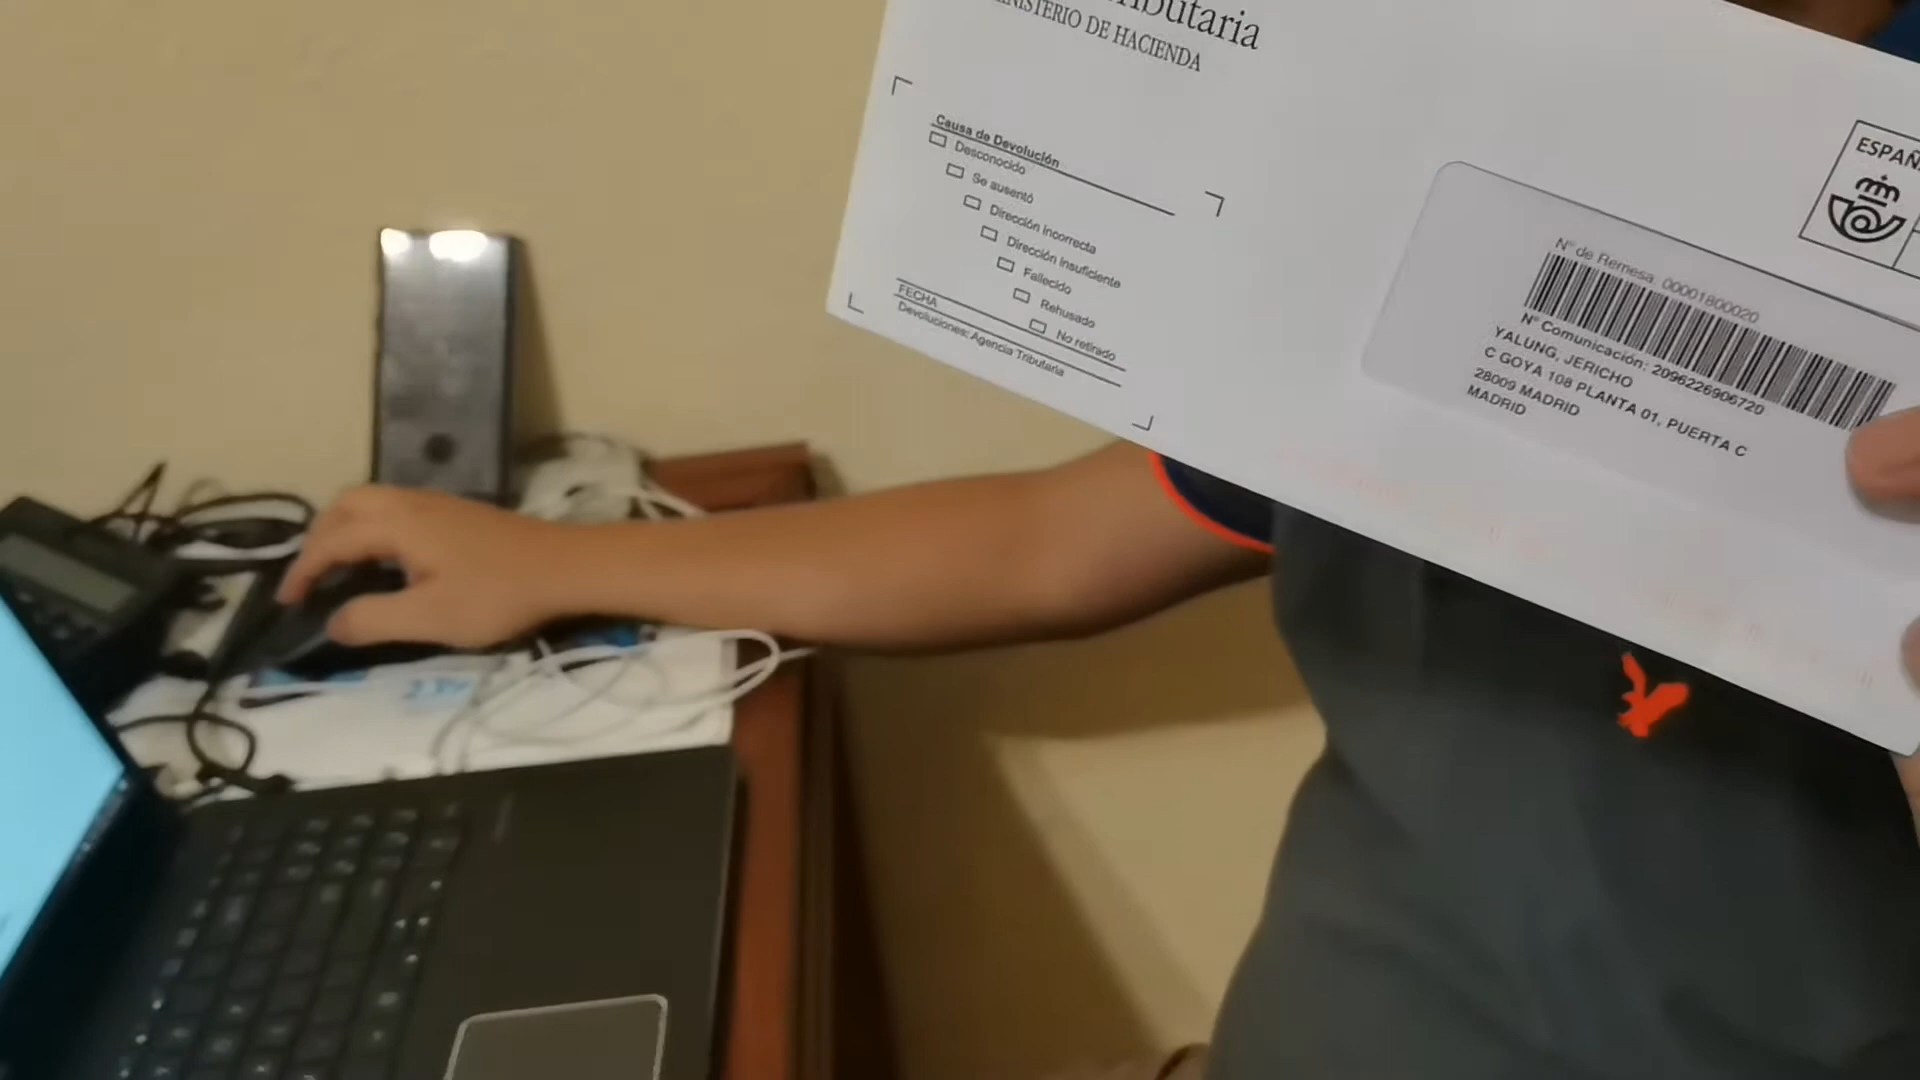 Tributaria
MINISTERIO DE HACIENDA
Causa de Devolución
Desconocido
Se ausentó
Dirección incorrecta
Dirección insuficiente
Fallecido
Rehusado
No retirado
FECHA
Devoluciones: Agencia Tributaria
ESPAÑ
Nº de Remesa: 00001800020
Nº Comunicación: 2096226906720
YALUNG, JERICHO
C GOYA 108 PLANTA 01, PUERTA C
28009 MADRID
MADRID